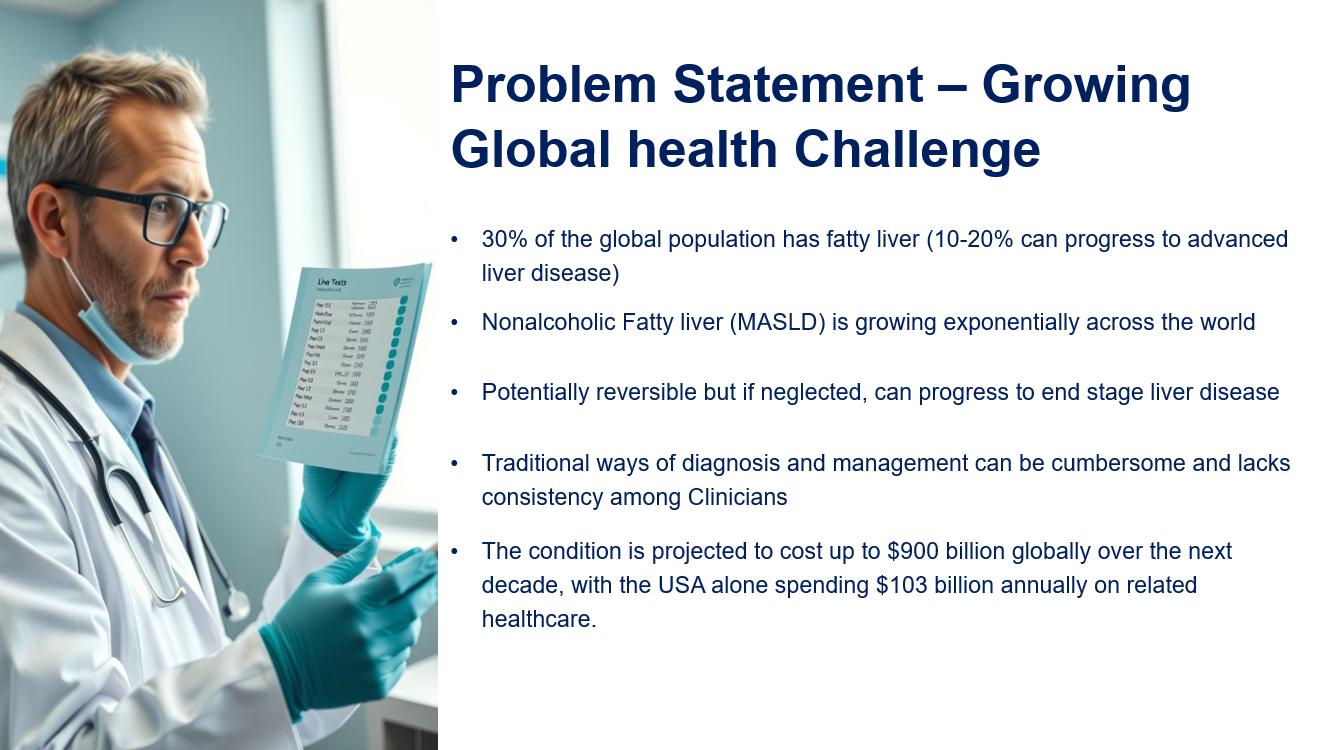 Problem Statement – Growing
Global health Challenge
• 30% of the global population has fatty liver (10-20% can progress to advanced
liver disease)
• Nonalcoholic Fatty liver (MASLD) is growing exponentially across the world
• Potentially reversible but if neglected, can progress to end stage liver disease
• Traditional ways of diagnosis and management can be cumbersome and lacks
consistency among Clinicians
• The condition is projected to cost up to $900 billion globally over the next
decade, with the USA alone spending $103 billion annually on related
healthcare.
Tests